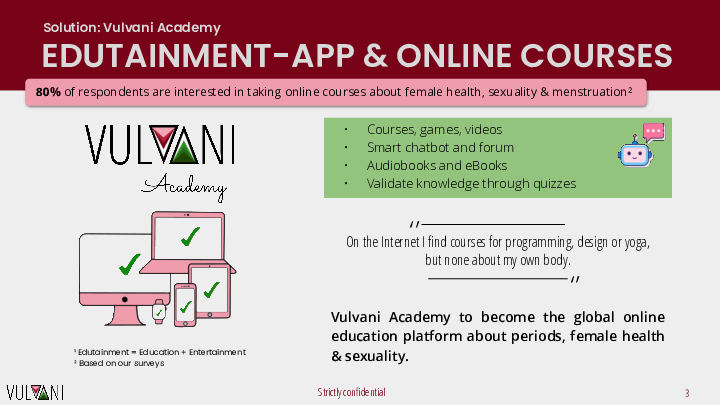 Solution: Vulvani Academy
EDUTAINMENT-APP & ONLINE COURSES
80% of respondents are interested in taking online courses about female health, sexuality & menstruation²
VULVANI
Academy
• Courses, games, videos
• Smart chatbot and forum
• Audiobooks and eBooks
• Validate knowledge through quizzes
"
On the Internet I find courses for programming, design or yoga,
but none about my own body.
"
Vulvani Academy to become the global online
education platform about periods, female health
& sexuality.
¹ Edutainment = Education + Entertainment
² Based on our surveys
VULVANI
Strictly confidential
3